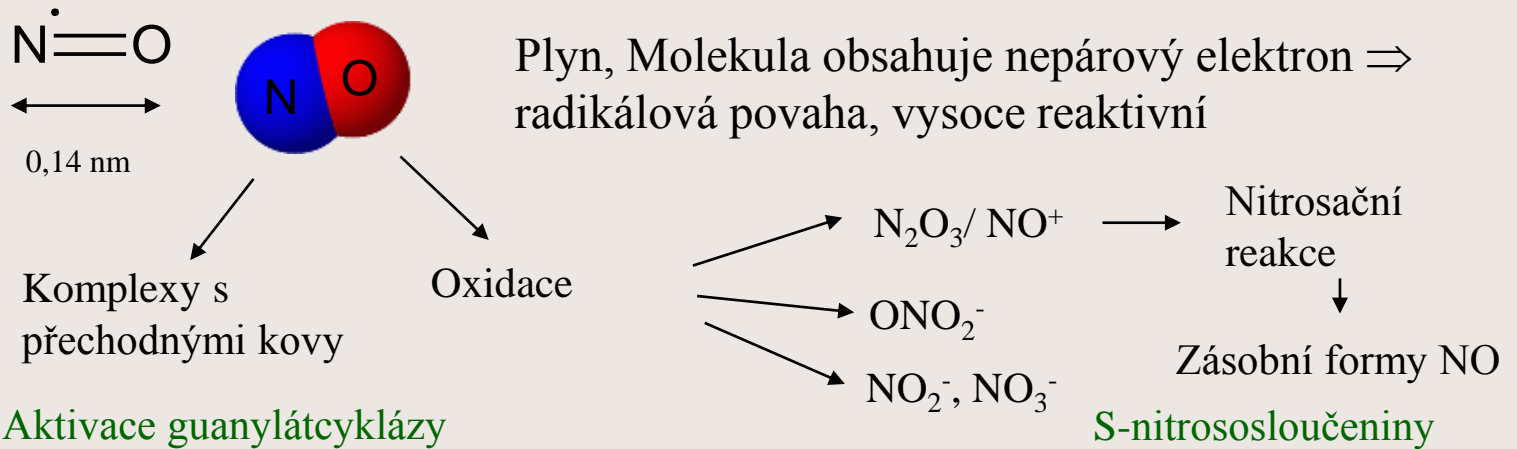 Ṅ=O
N O
0,14 nm
Plyn, Molekula obsahuje nepárový elektron ⇒
radikálová povaha, vysoce reaktivní
Komplexy s
přechodnými kovy
Aktivace guanylátcyklázy
Oxidace
N₂O₃/ NO⁺
ONO₂⁻
NO₂⁻, NO₃⁻
Nitrosační
reakce
Zásobní formy NO
S-nitrososloučeniny